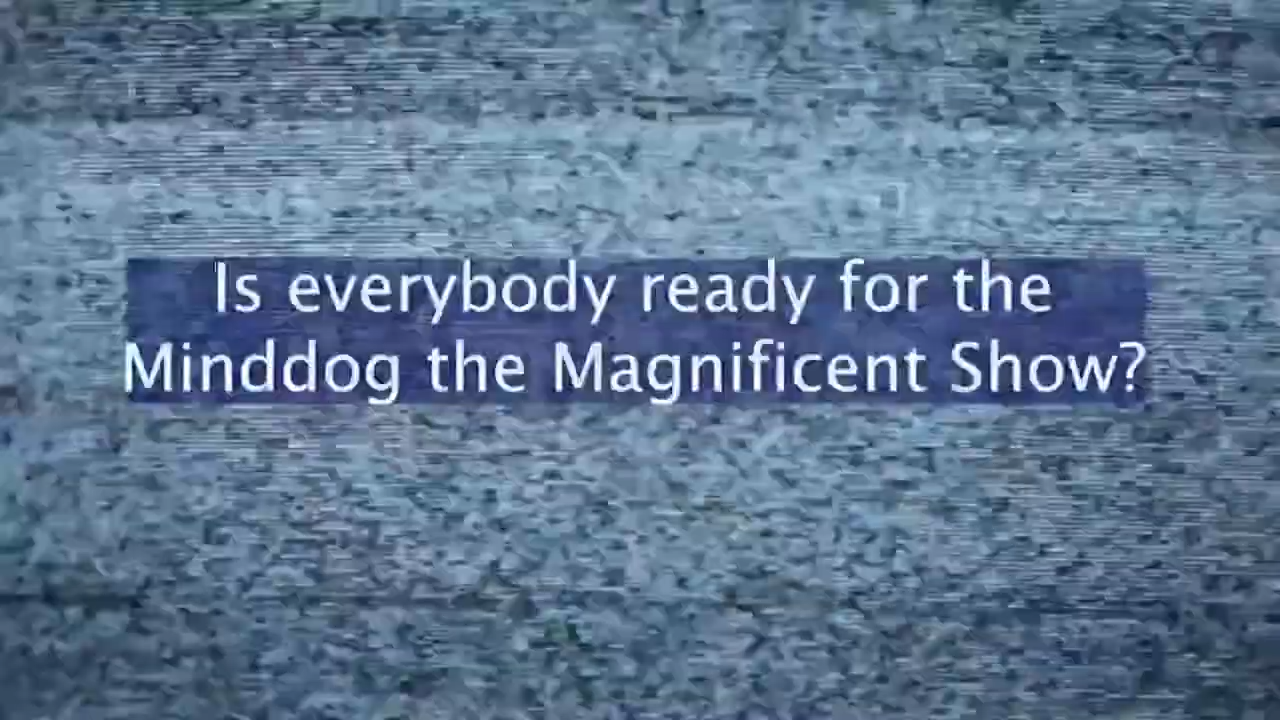 Is everybody ready for the
Minddog the Magnificent Show?